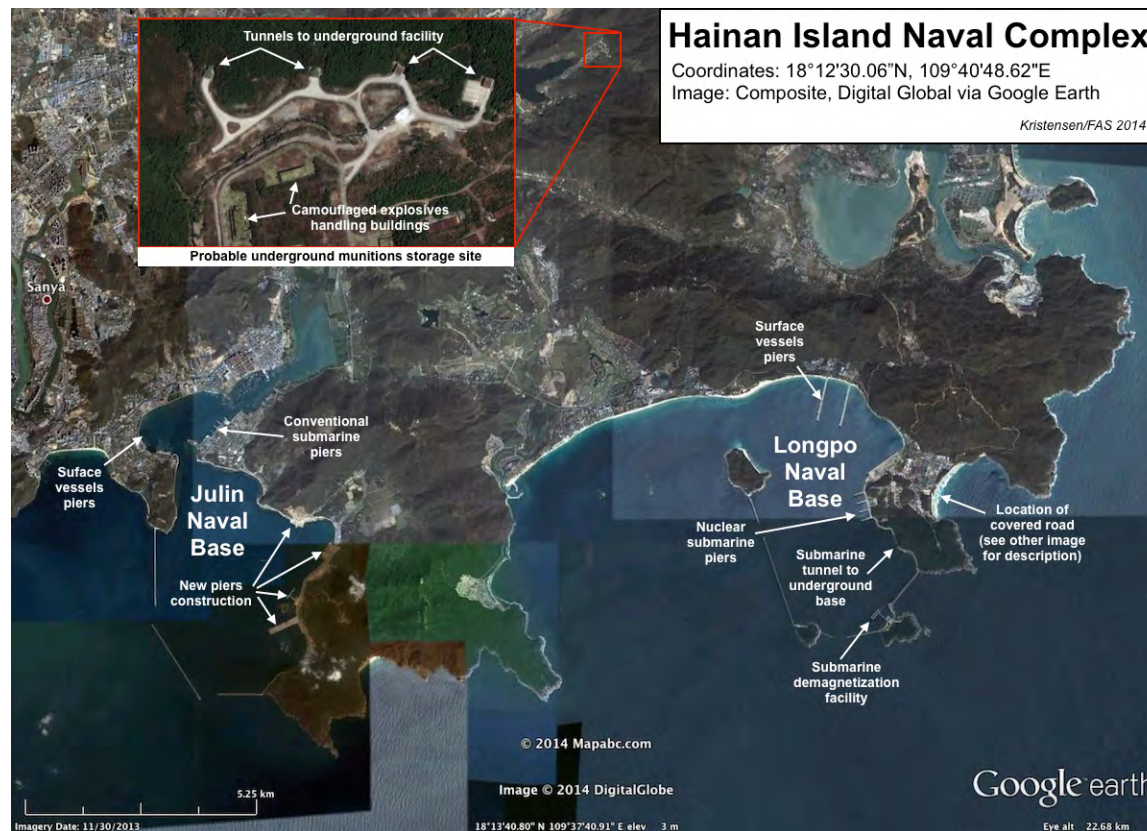 Hainan Island Naval Complex
Coordinates: 18°12'30.06"N, 109°40'48.62"E
Image: Composite, Digital Global via Google Earth
Kristensen/FAS 2014
Tunnels to underground facility
Camouflaged explosives
handling buildings
Probable underground munitions storage site
Sanya
Surface
vessels
piers
Conventional
submarine
piers
Suface
vessels
piers
Julin
Naval
Base
Longpo
Naval
Base
Nuclear
submarine
piers
Location of
covered road
(see other image
for description)
Submarine
tunnel to
underground
base
New piers
construction
Submarine
demagnetization
facility
© 2014 Mapabc.com
Image © 2014 DigitalGlobe
Google earth
5.25 km
Imagery Date: 11/30/2013
18°13'40.80" N 109°37'40.91" E elev 3 m
Eye alt 22.68 km